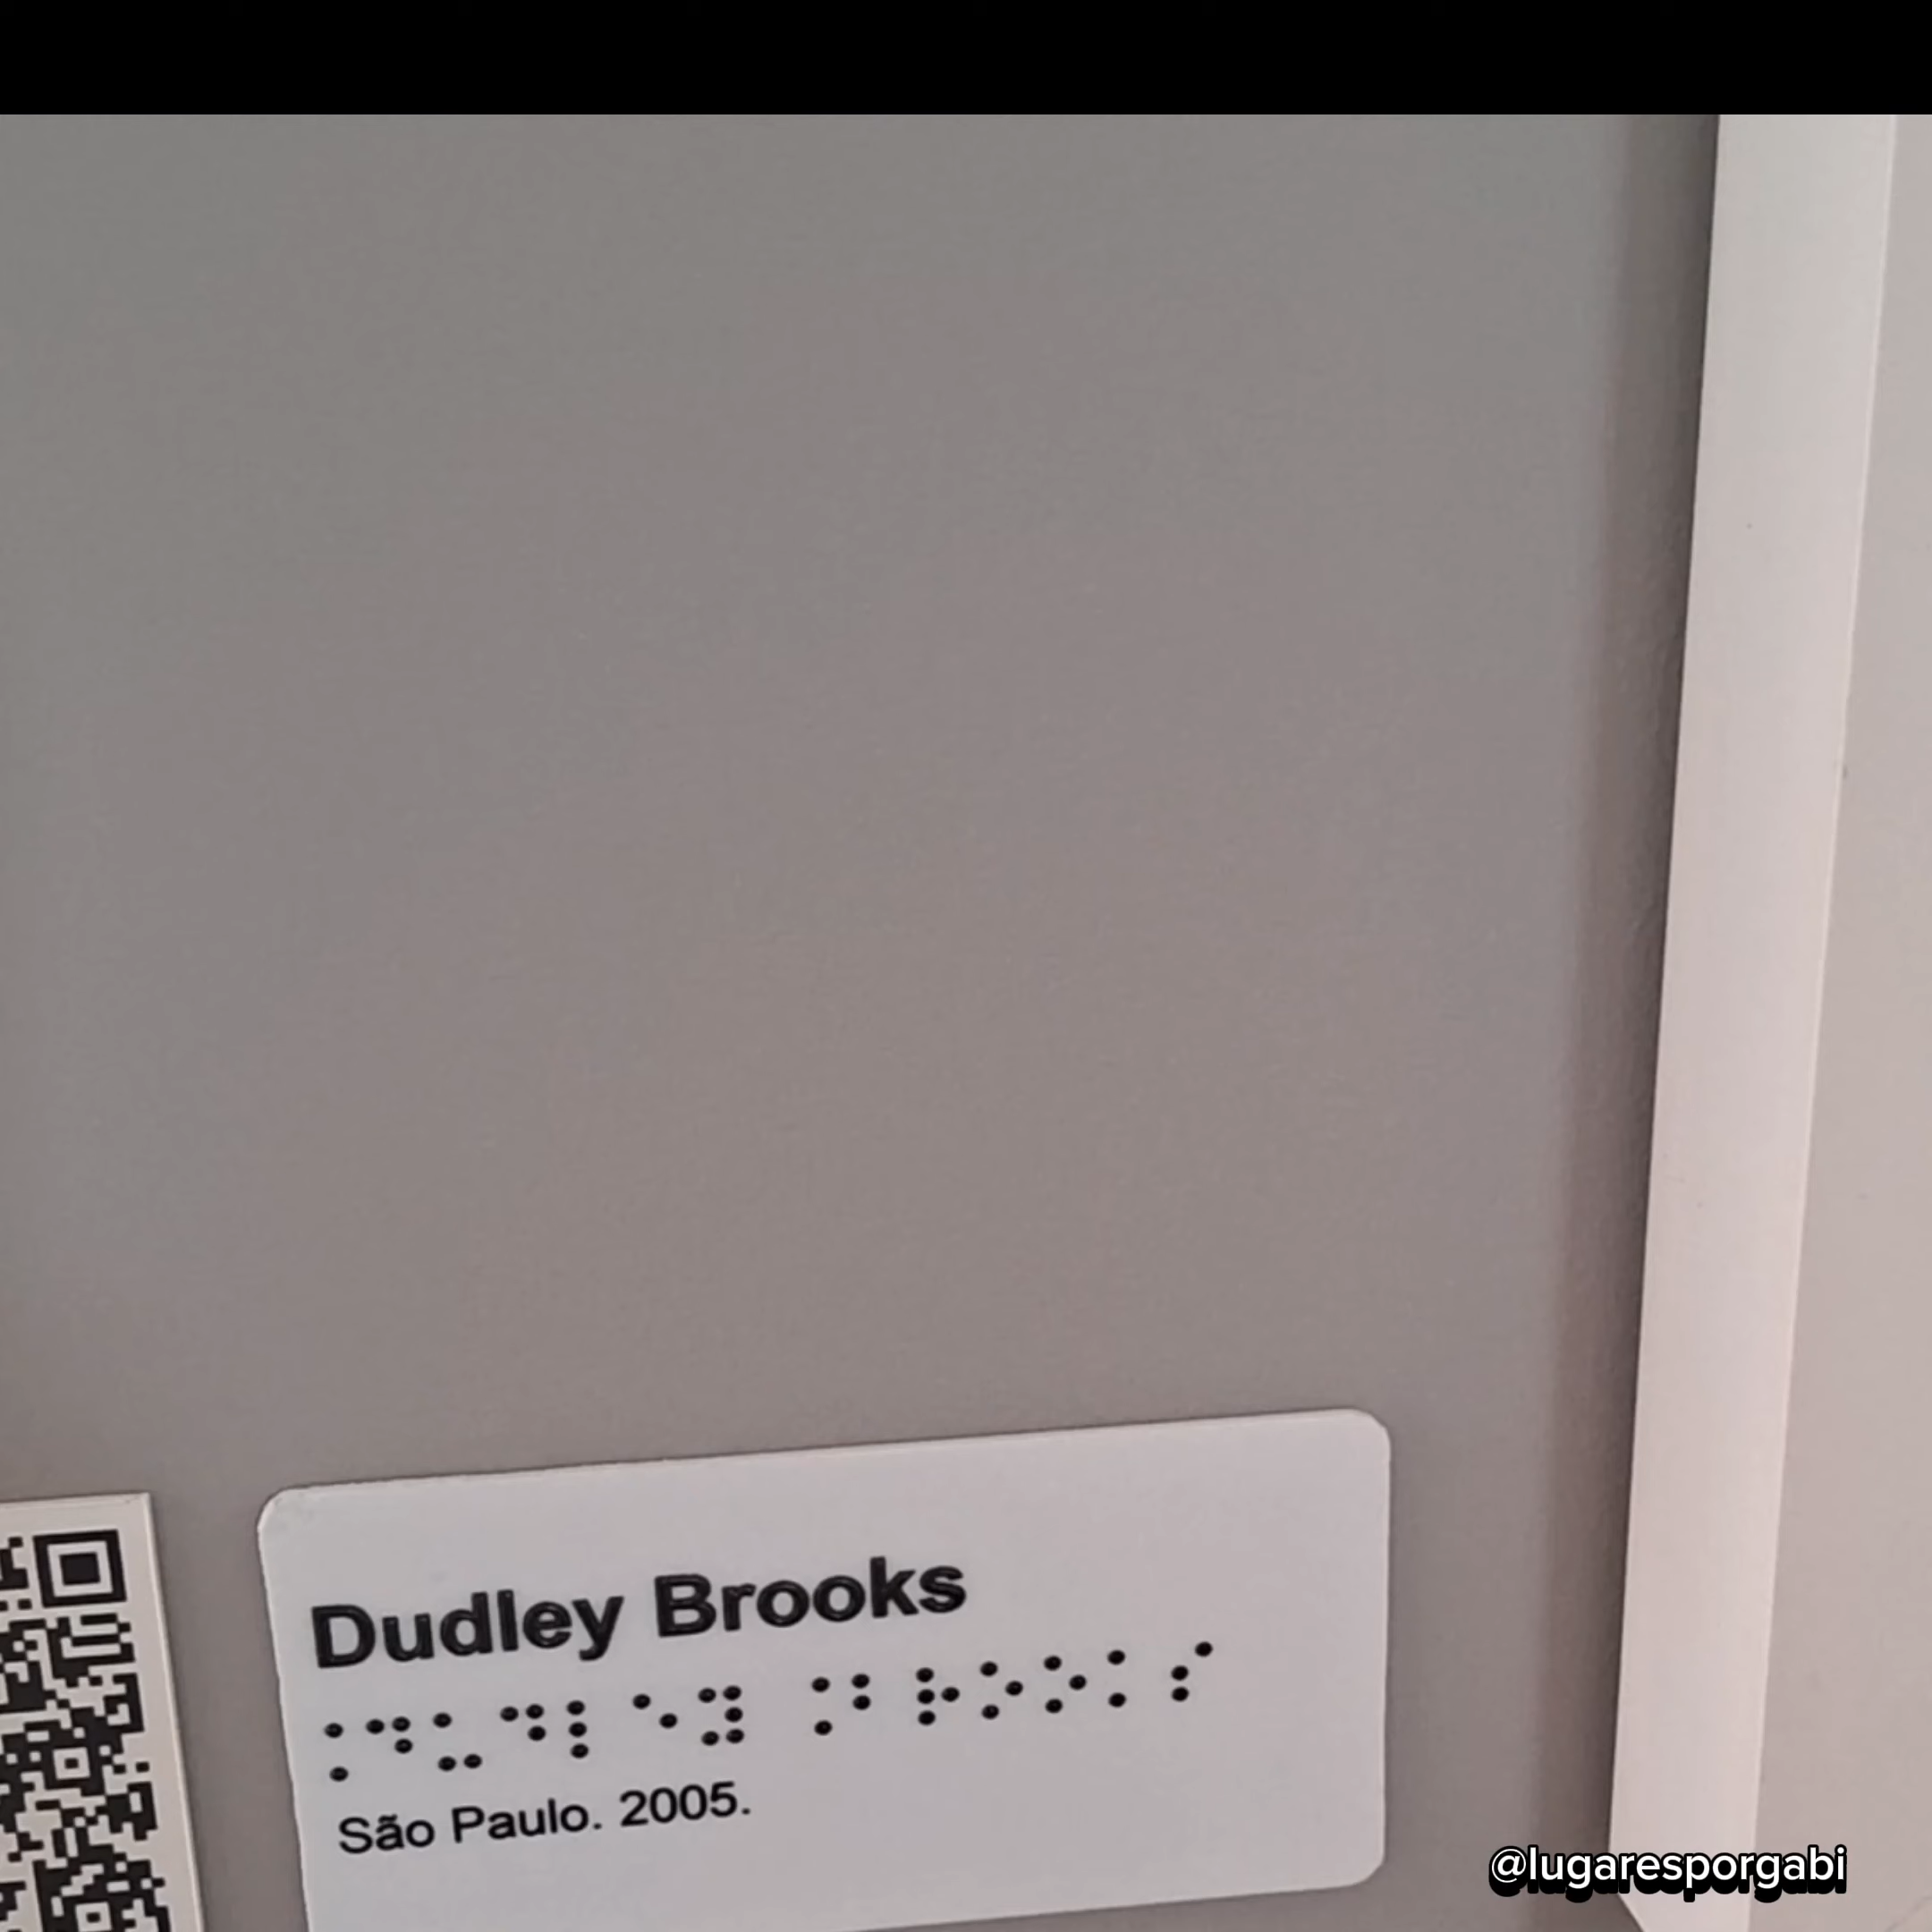 Dudley Brooks
⠨⠙⠥⠙⠇⠑⠽ ⠨⠃⠗⠕⠕⠅⠎
São Paulo. 2005.
@lugaresporgabi